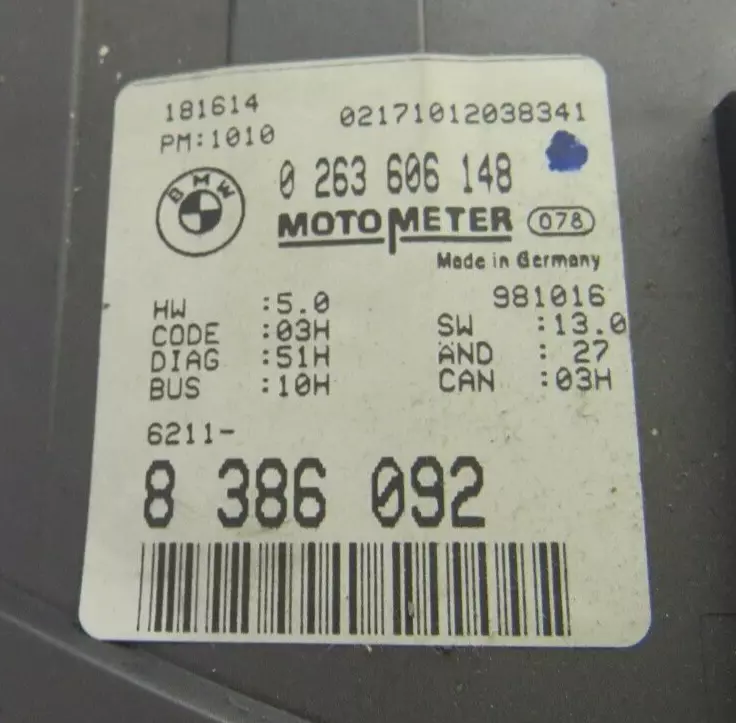 181614 02171012038341
PM:1010
BMW
0 263 606 148
MOTOMETER 078
Made in Germany
981016
HW :5.0 SW :13.0
CODE :03H AND : 27
DIAG :51H CAN :03H
BUS :10H
6211-
8 386 092